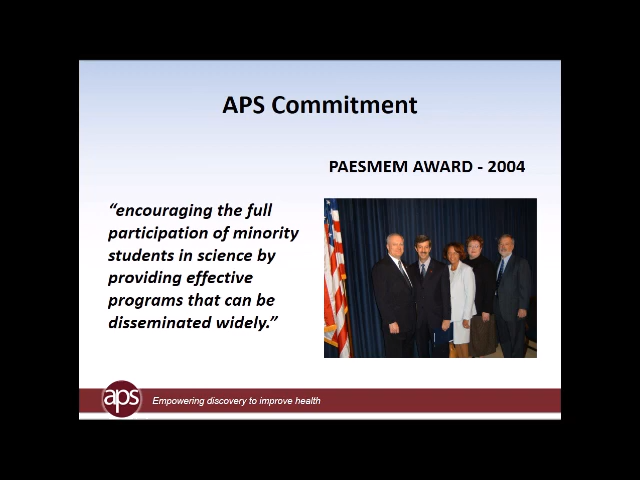 APS Commitment
PAESMEM AWARD - 2004
“encouraging the full
participation of minority
students in science by
providing effective
programs that can be
disseminated widely.”
aps
Empowering discovery to improve health